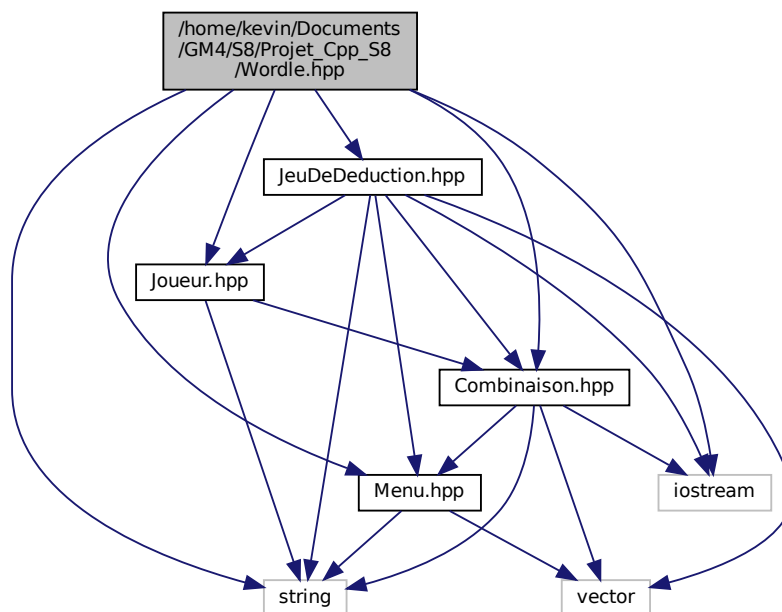 /home/kevin/Documents
/GM4/S8/Projet_Cpp_S8
/Wordle.hpp
JeuDeDeduction.hpp
Joueur.hpp
Combinaison.hpp
Menu.hpp
iostream
string
vector